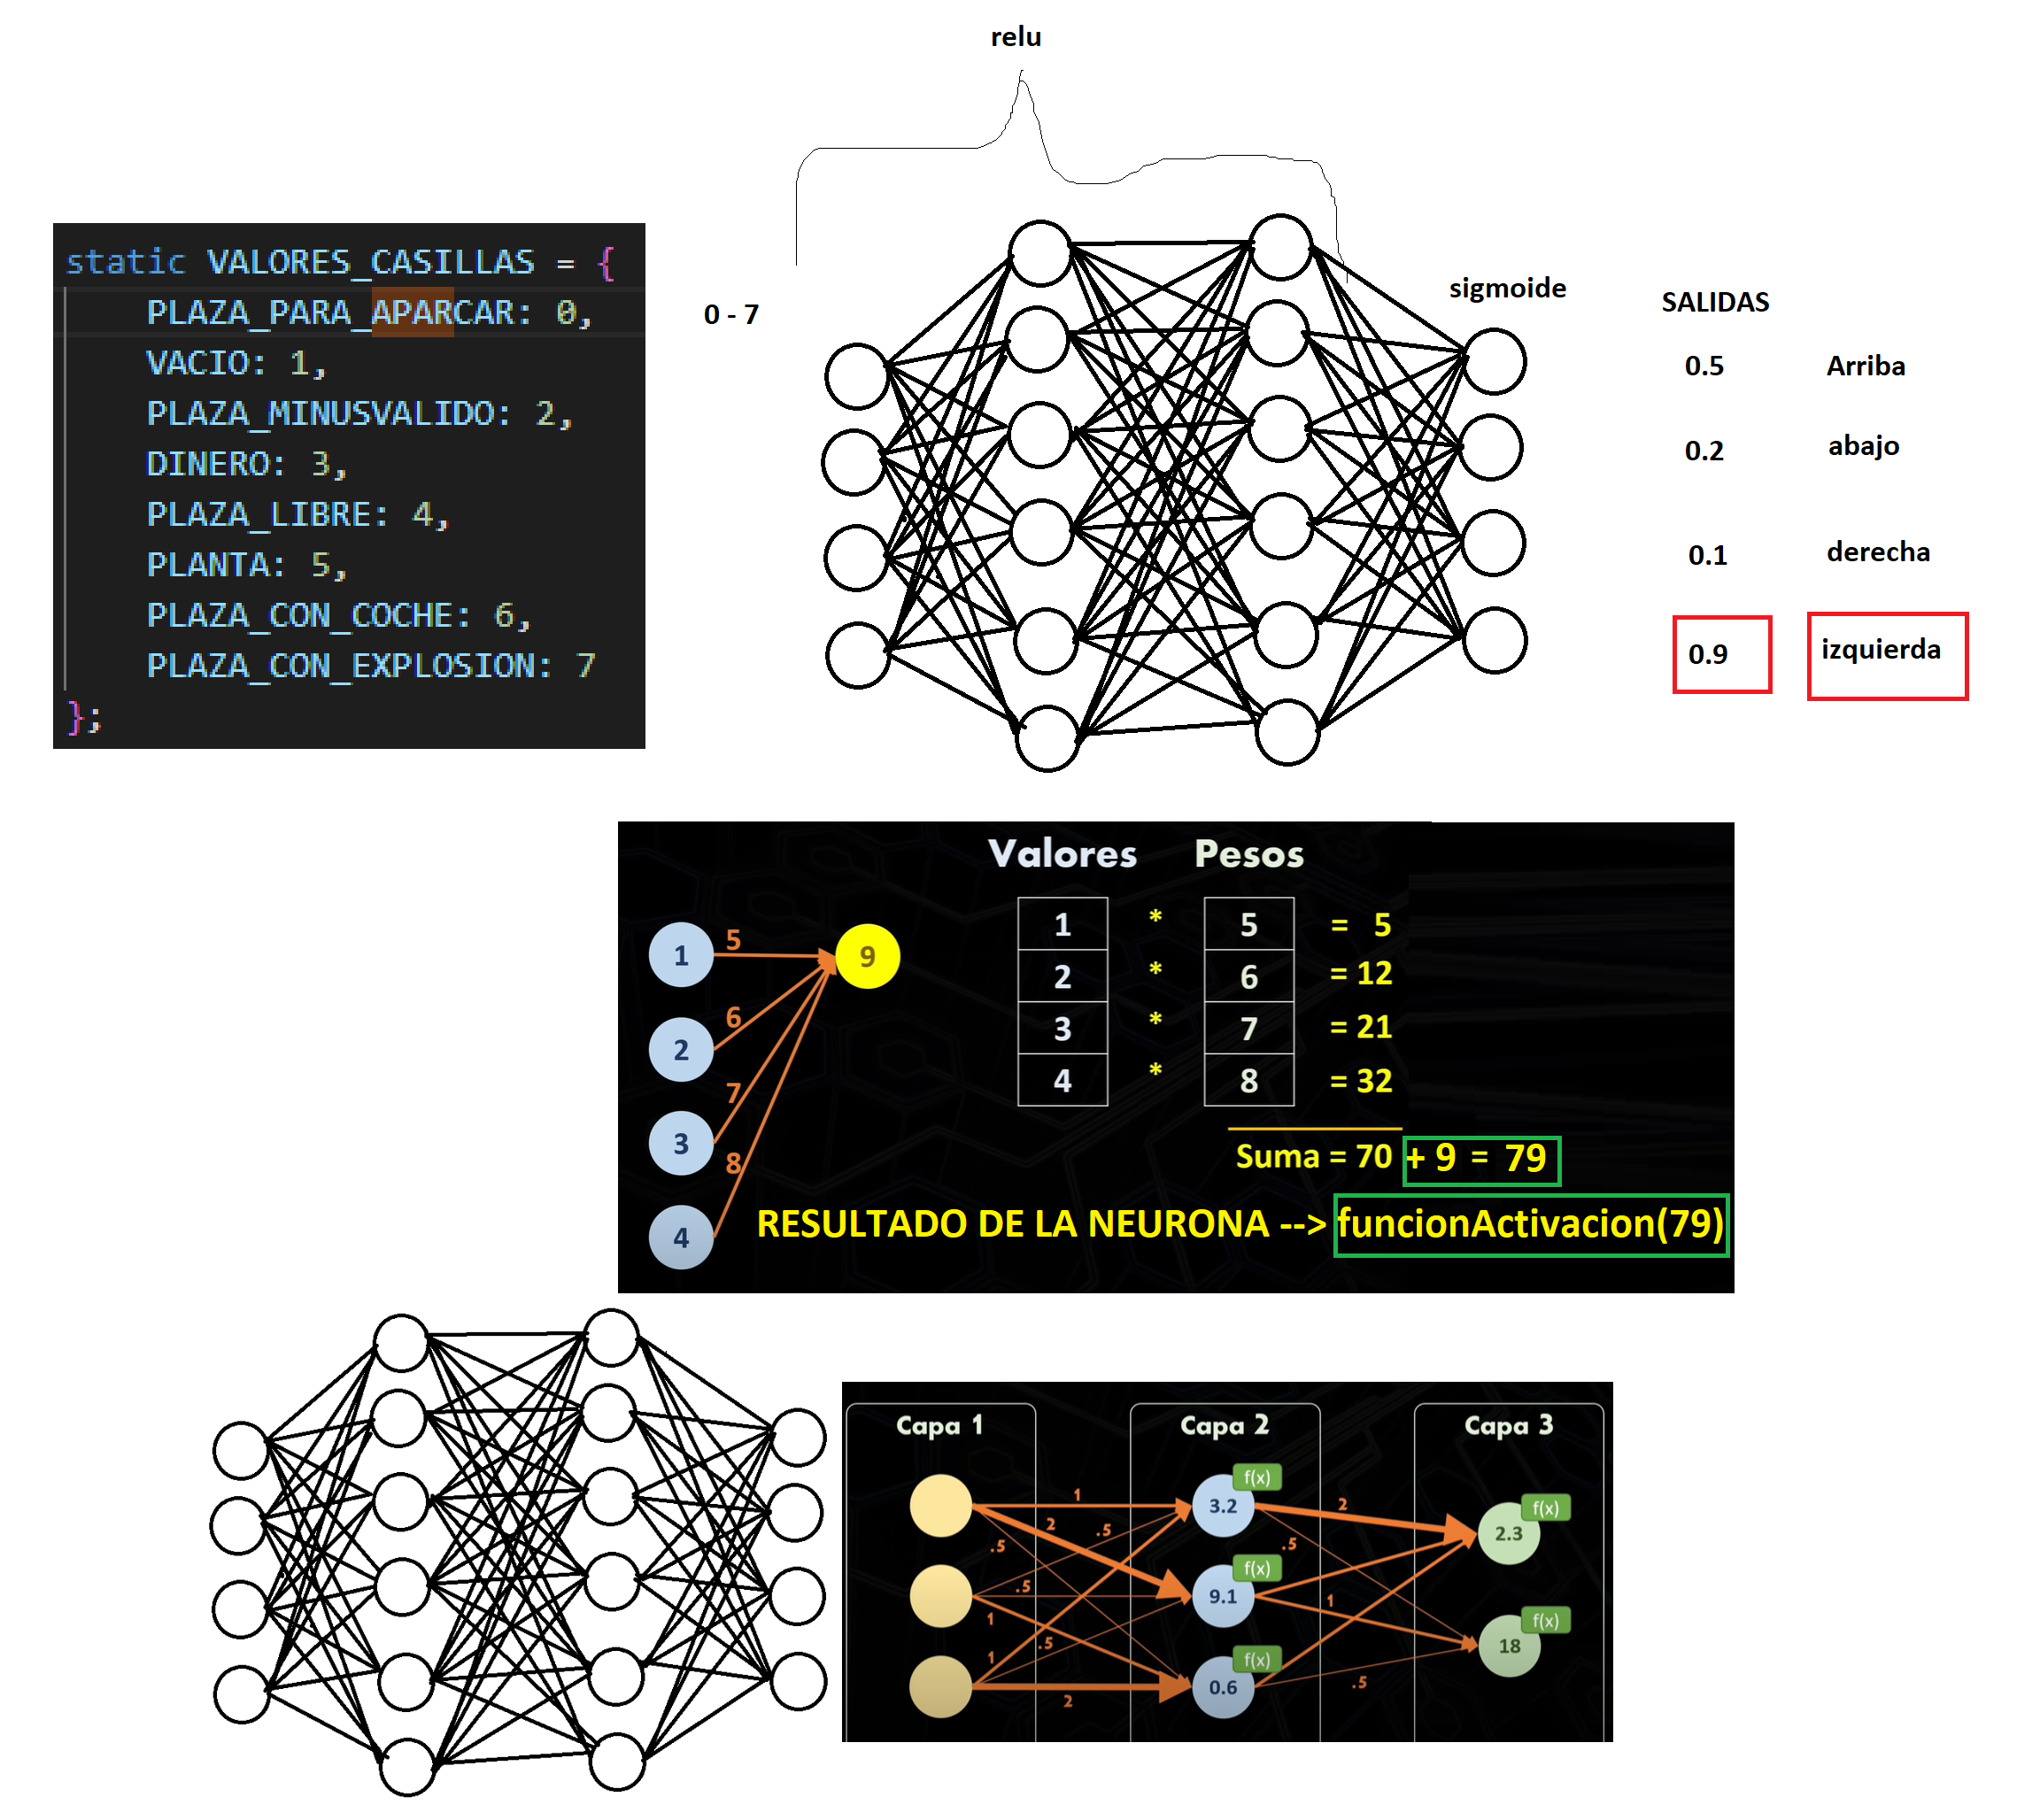 relu
static VALORES_CASILLAS = {
PLAZA_PARA_APARCAR: 0,
VACIO: 1,
PLAZA_MINUSVALIDO: 2,
DINERO: 3,
PLAZA_LIBRE: 4,
PLANTA: 5,
PLAZA_CON_COCHE: 6,
PLAZA_CON_EXPLOSION: 7
};
0 - 7
sigmoide
SALIDAS
0.5 Arriba
0.2 abajo
0.1 derecha
0.9 izquierda
Valores Pesos
1 * 5 = 5
2 * 6 = 12
3 * 7 = 21
4 * 8 = 32
Suma = 70 + 9 = 79
RESULTADO DE LA NEURONA --> funcionActivacion(79)
1 5 9
6
2
7
3
8
4
Capa 1 Capa 2 Capa 3
f(x)
1 3.2 2 f(x)
2 .5 2.3
.5 .5
f(x)
.5 9.1 1
1 f(x)
.5 18
1 f(x)
2 0.6 .5